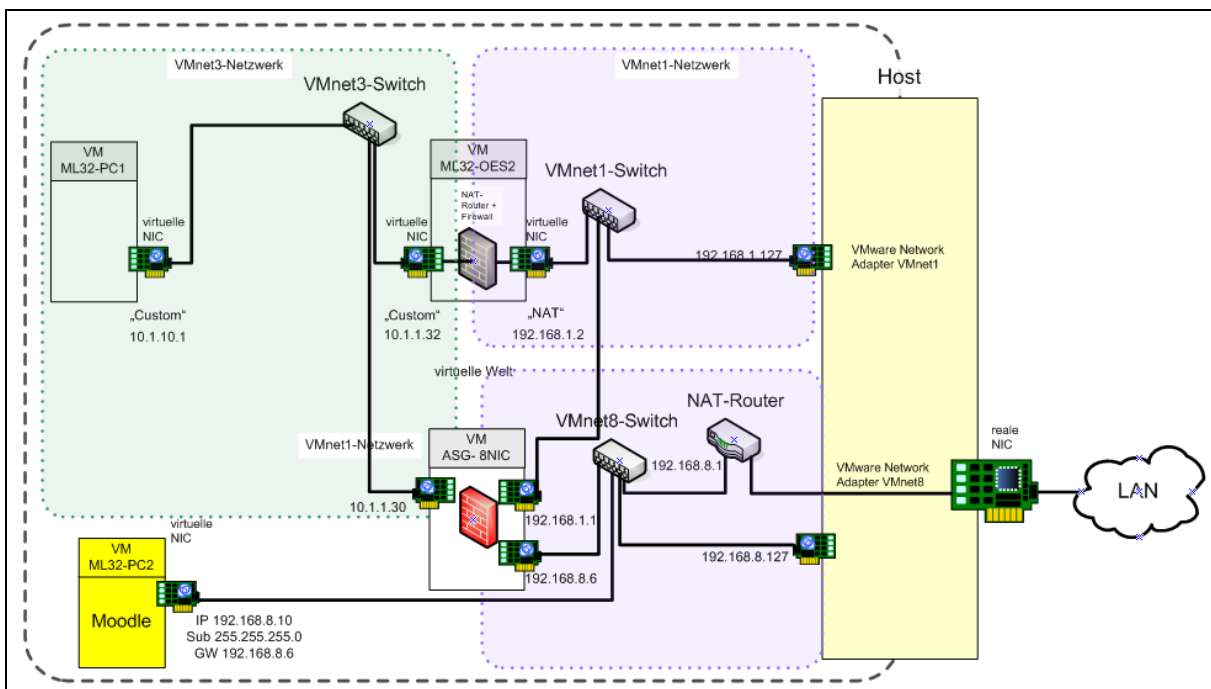 VMnet3-Netzwerk
VMnet1-Netzwerk
Host
VMnet3-Switch
VM
ML32-PC1
VM
ML32-OES2
VMnet1-Switch
NAT-
Router +
Firewall
virtuelle
NIC
virtuelle
NIC
virtuelle
NIC
192.168.1.127
VMware Network
Adapter VMnet1
„Custom“
10.1.10.1
„Custom“
10.1.1.32
„NAT“
192.168.1.2
virtuelle Welt
VMnet8-Switch
NAT-Router
VMnet1-Netzwerk
VM
ASG- 8NIC
reale
NIC
192.168.8.1
VMware Network
Adapter VMnet8
LAN
10.1.1.30
192.168.1.1
virtuelle
NIC
192.168.8.127
VM
ML32-PC2
192.168.8.6
Moodle
IP 192.168.8.10
Sub 255.255.255.0
GW 192.168.8.6